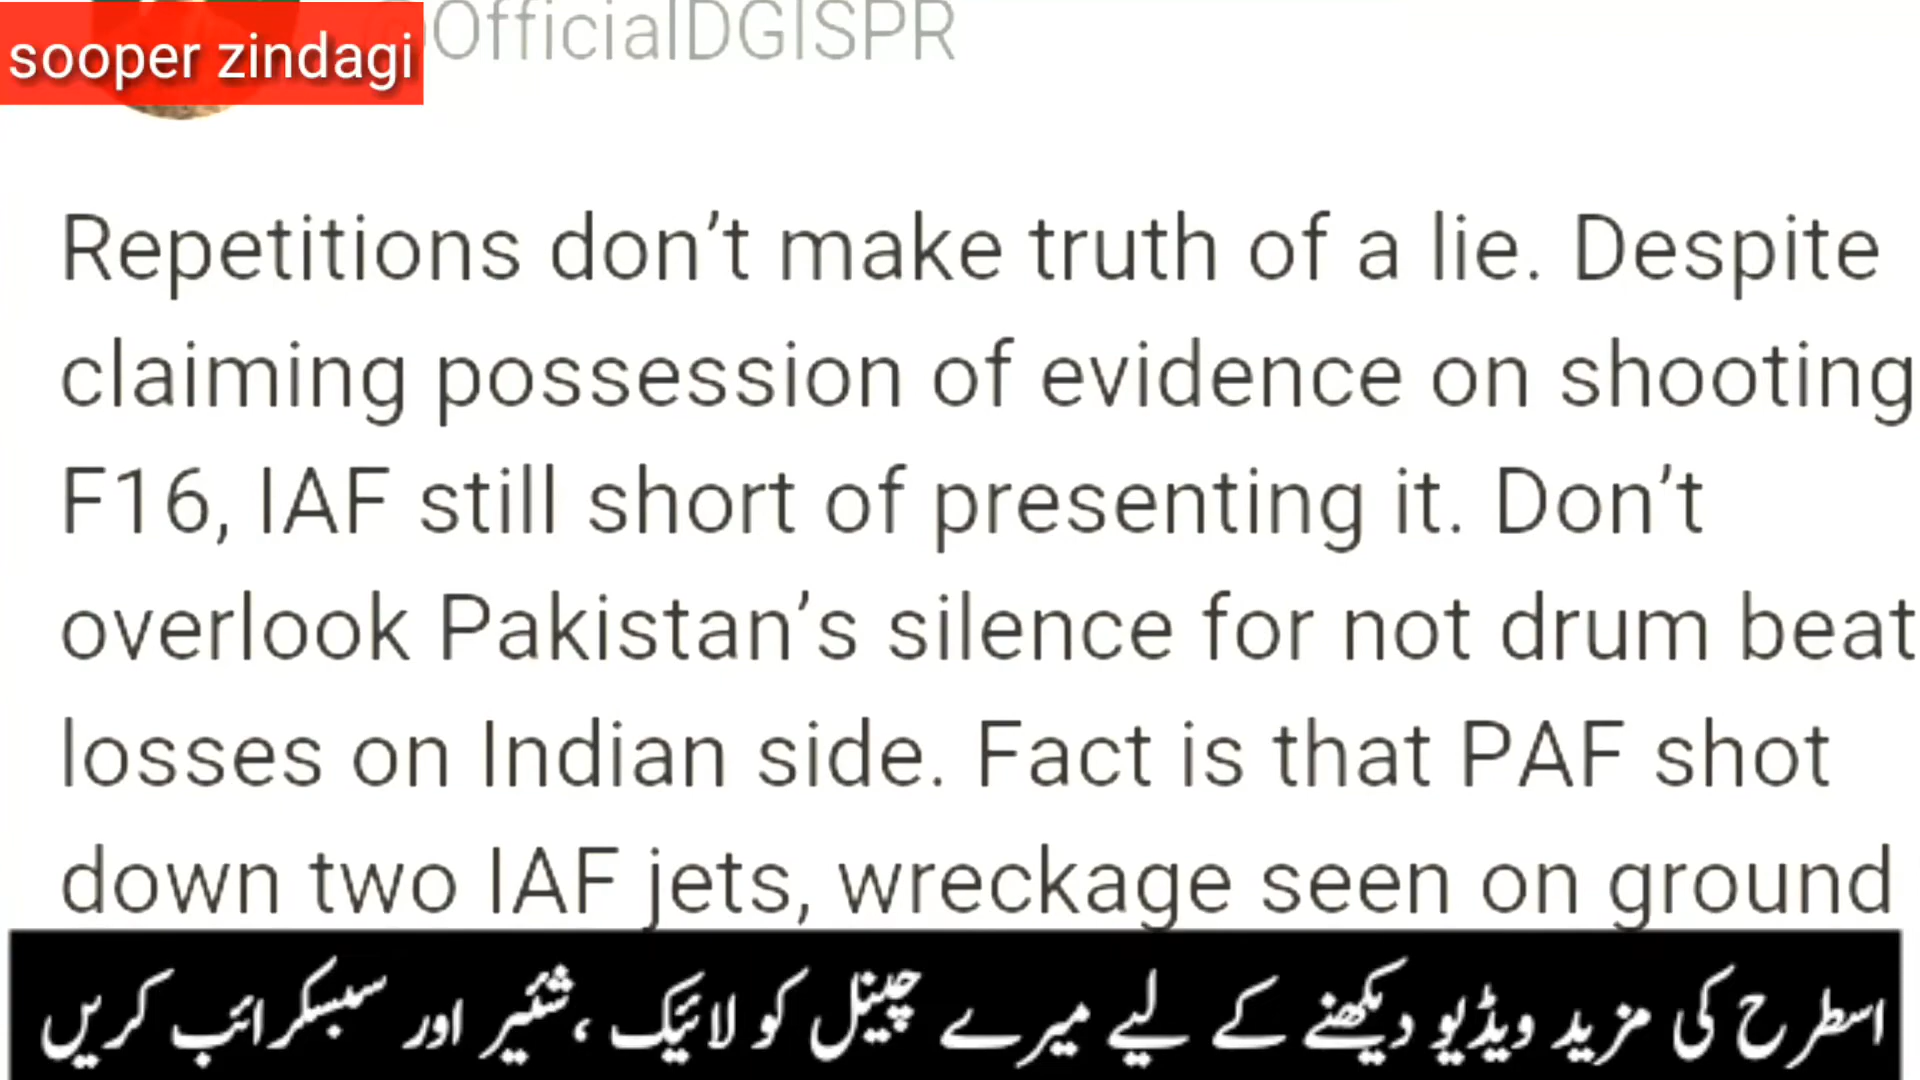 sooper zindagi
@OfficialDGISPR
Repetitions don’t make truth of a lie. Despite
claiming possession of evidence on shooting
F16, IAF still short of presenting it. Don’t
overlook Pakistan’s silence for not drum beat
losses on Indian side. Fact is that PAF shot
down two IAF jets, wreckage seen on ground
اسطرح کی مزید ویڈیو دیکھنے کے لیے میرے چینل کو لائیک ،شئیر اور سبسکرائب کریں